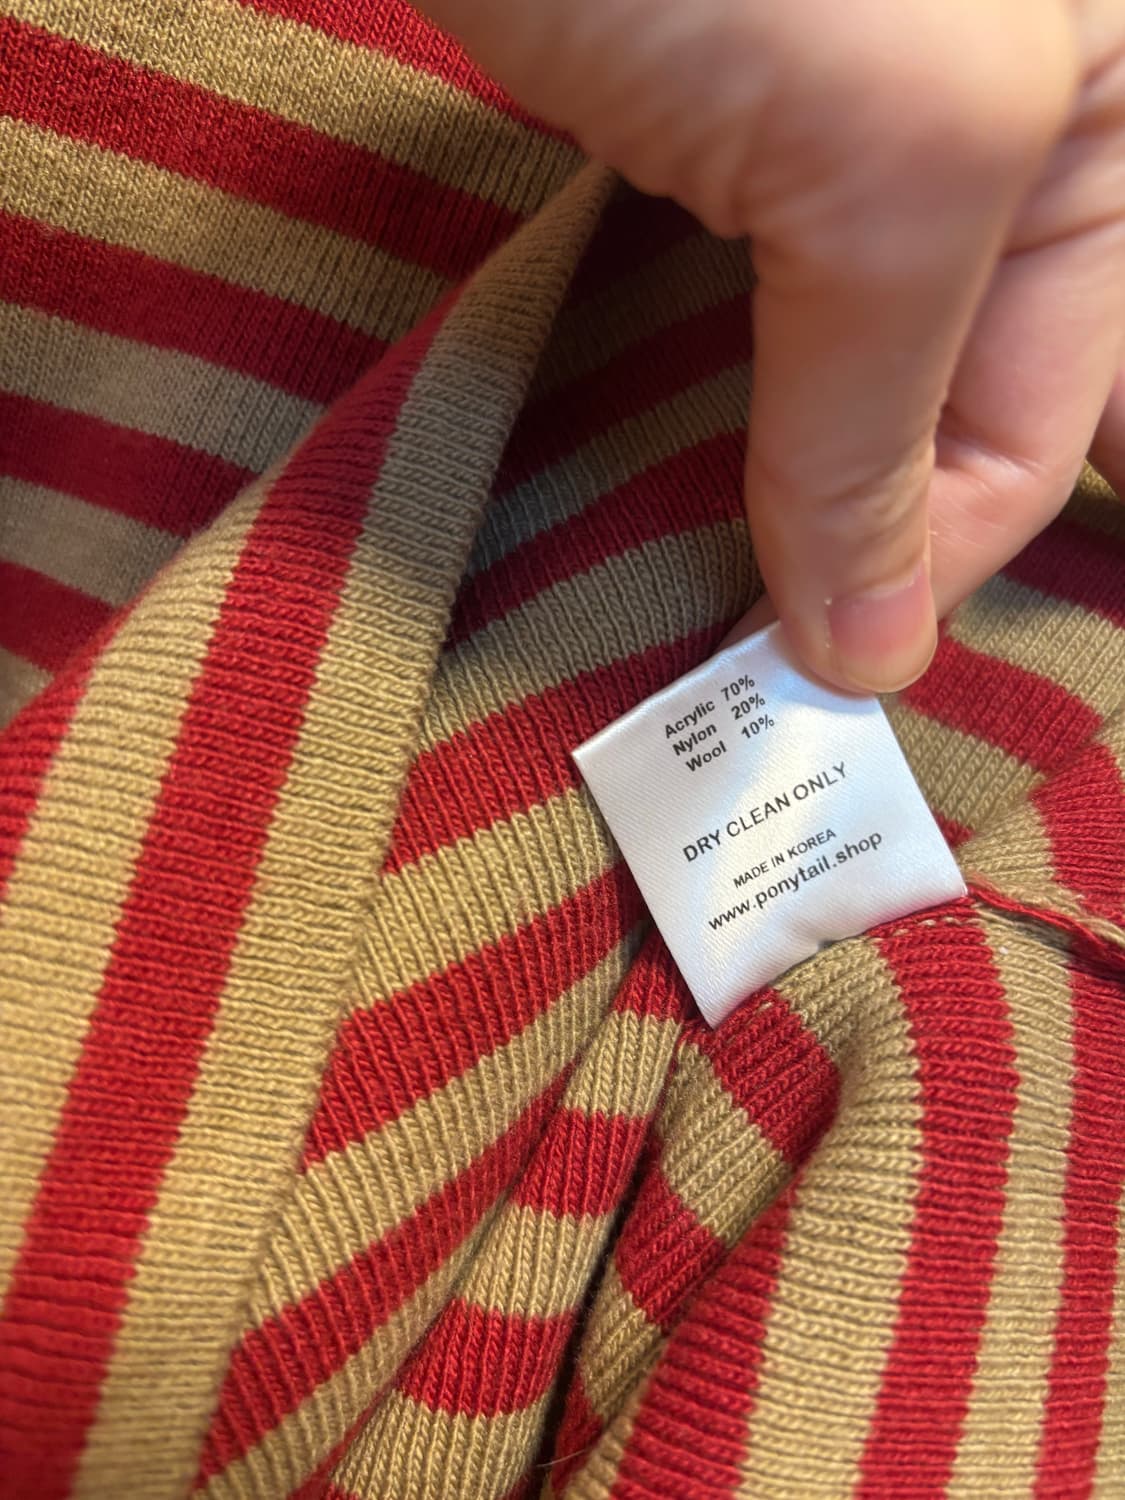 Acrylic 70%
Nylon 20%
Wool 10%
DRY CLEAN ONLY
MADE IN KOREA
www.ponytail.shop